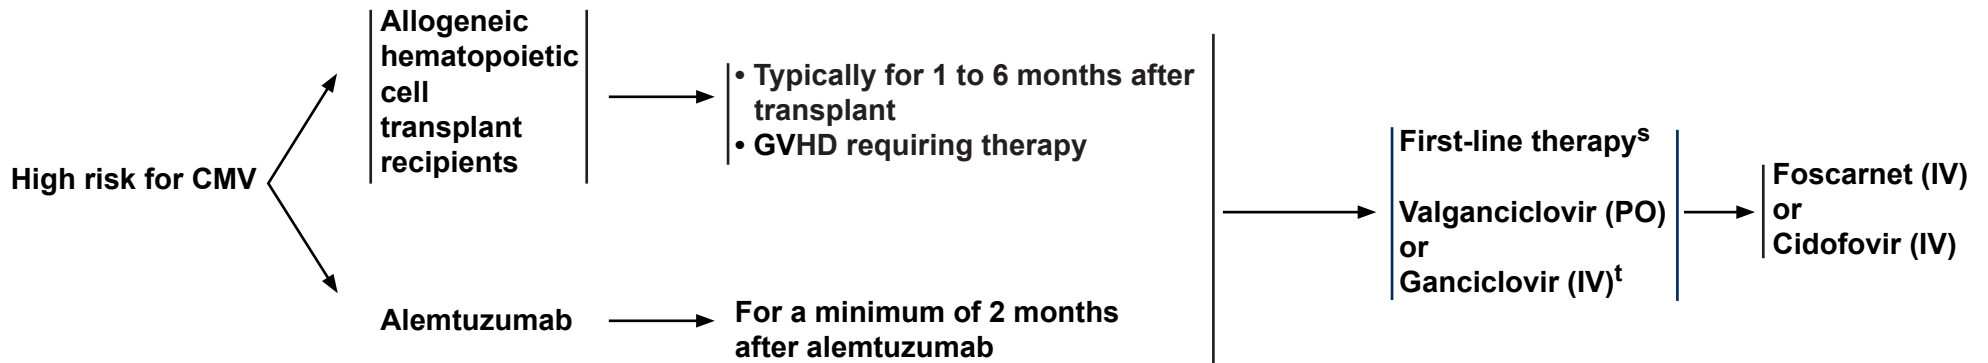 High risk for CMV
Allogeneic
hematopoietic
cell
transplant
recipients
• Typically for 1 to 6 months after
transplant
• GVHD requiring therapy
Alemtuzumab
For a minimum of 2 months
after alemtuzumab
First-line therapyˢ
Valganciclovir (PO)
or
Ganciclovir (IV)ᵗ
Foscarnet (IV)
or
Cidofovir (IV)